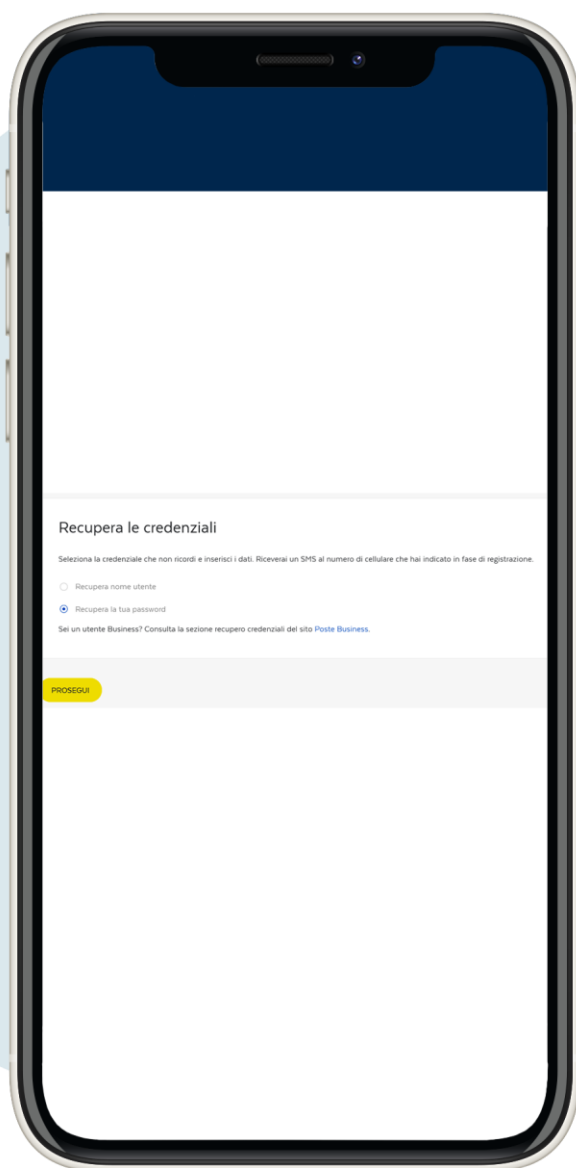 Recupera le credenziali
Seleziona la credenziale che non ricordi e inserisci i dati. Riceverai un SMS al numero di cellulare che hai indicato in fase di registrazione.
Recupera nome utente
Recupera la tua password
Sei un utente Business? Consulta la sezione recupero credenziali del sito Poste Business.
PROSEGUI